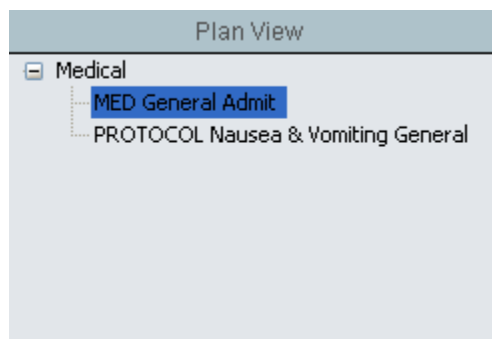 Plan View
Medical
MED General Admit
PROTOCOL Nausea & Vomiting General